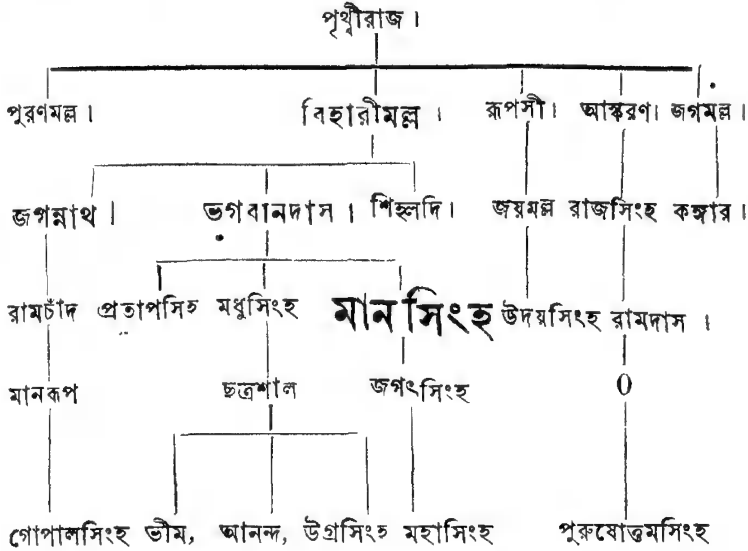 পৃথ্বীরাজ।
পুরণমল্ল। বিহারীমল্ল। রূপসী। আস্করণ। জগমল্ল।
জগন্নাথ। ভগবানদাস। শিহ্লদি। জয়মল্ল রাজসিংহ কঙ্গার।
রামচাঁদ প্রতাপসিংহ মধুসিংহ মানসিংহ উদয়সিংহ রামদাস।
মানরূপ ছত্রশাল জগৎসিংহ 0
গোপালসিংহ ভীম, আনন্দ, উগ্রসিংহ মহাসিংহ পুরুষোত্তমসিংহ